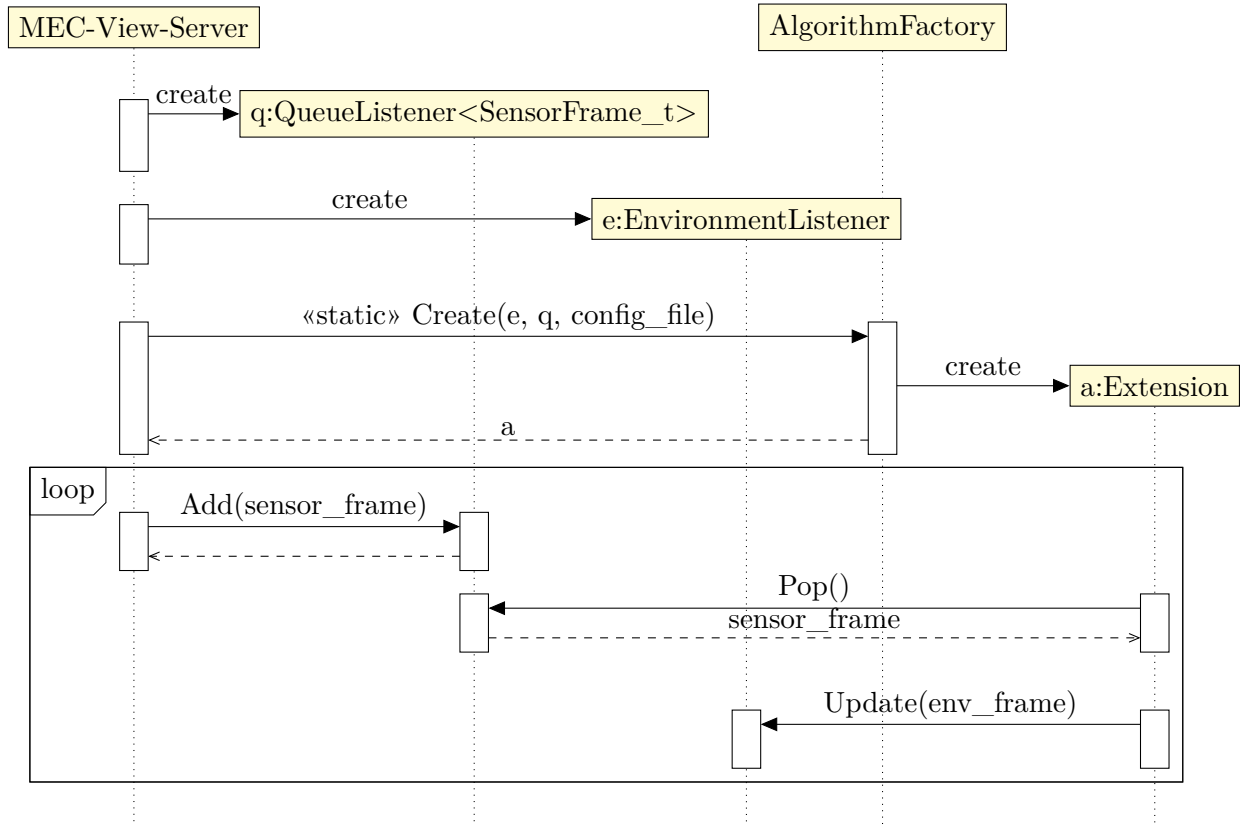 MEC-View-Server
AlgorithmFactory
create
q:QueueListener<SensorFrame_t>
create
e:EnvironmentListener
«static» Create(e, q, config_file)
create
a:Extension
a
loop
Add(sensor_frame)
Pop()
sensor_frame
Update(env_frame)